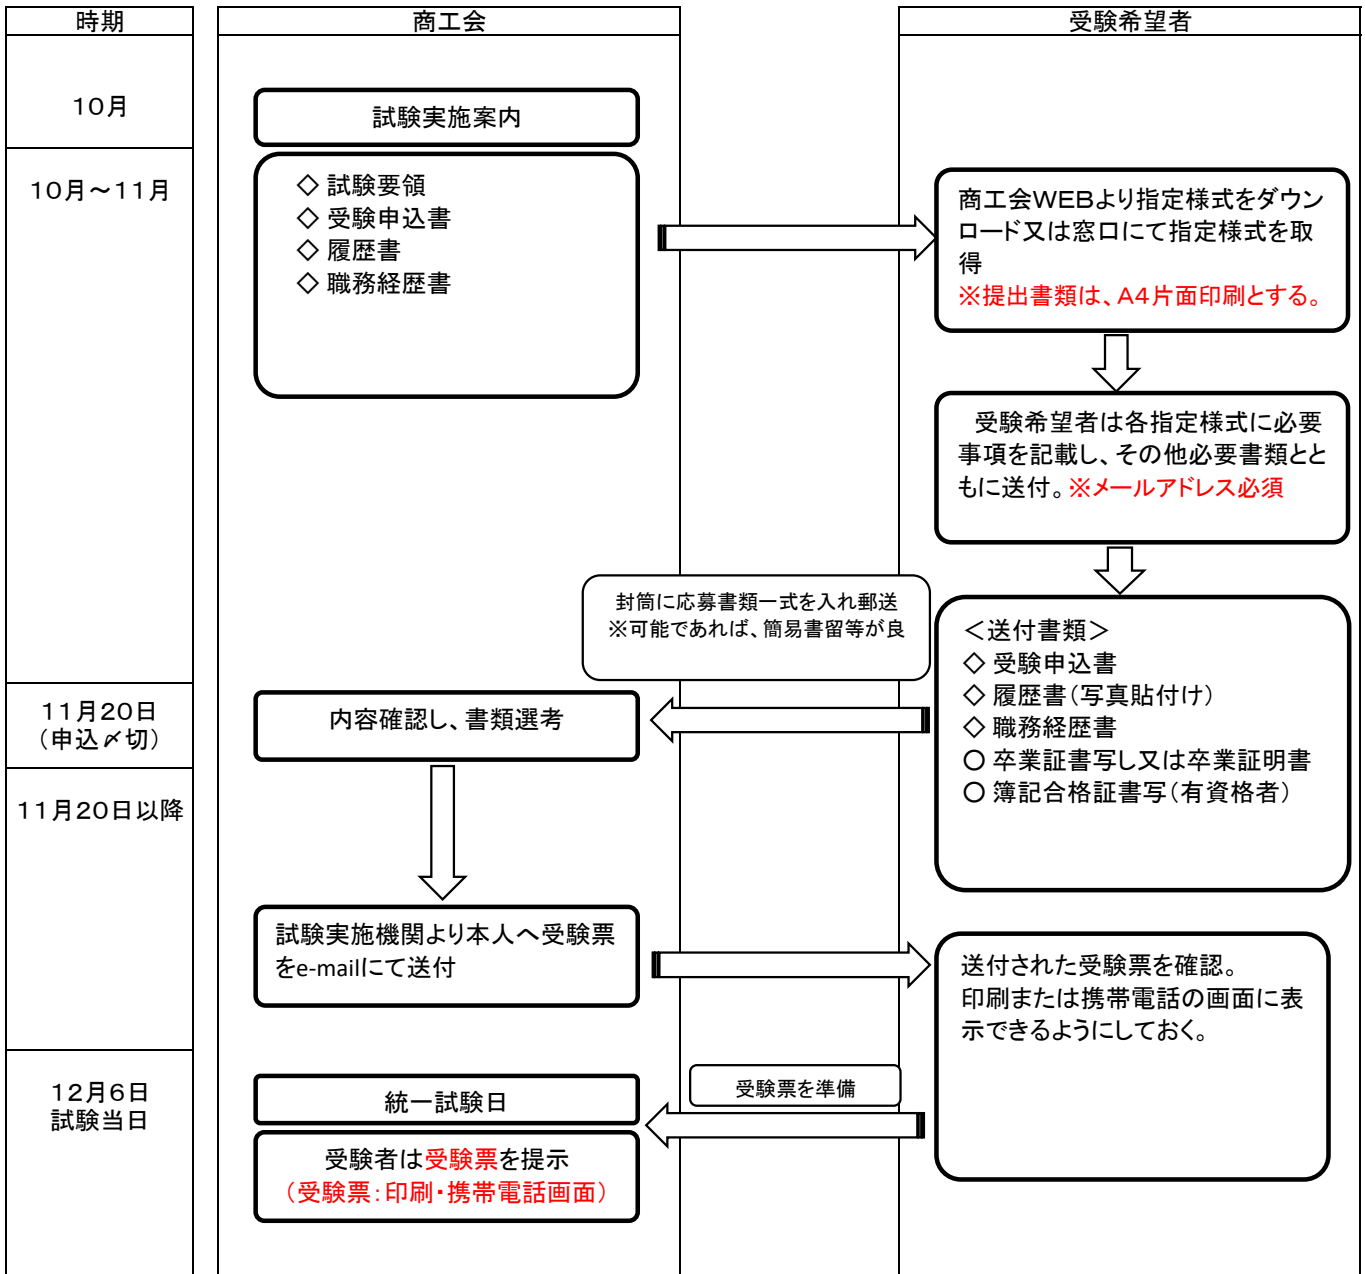 時期
商工会
受験希望者
10月
試験実施案内
10月～11月
◇ 試験要領
◇ 受験申込書
◇ 履歴書
◇ 職務経歴書
商工会WEBより指定様式をダウン
ロード又は窓口にて指定様式を取
得
※提出書類は、A4片面印刷とする。
受験希望者は各指定様式に必要
事項を記載し、その他必要書類とと
もに送付。※メールアドレス必須
封筒に応募書類一式を入れ郵送
※可能であれば、簡易書留等が良
＜送付書類＞
◇ 受験申込書
◇ 履歴書（写真貼付け）
◇ 職務経歴書
○ 卒業証書写し又は卒業証明書
○ 簿記合格証書写（有資格者）
11月20日
（申込〆切）
内容確認し、書類選考
11月20日以降
試験実施機関より本人へ受験票
をe-mailにて送付
送付された受験票を確認。
印刷または携帯電話の画面に表
示できるようにしておく。
12月6日
試験当日
受験票を準備
統一試験日
受験者は受験票を提示
（受験票：印刷・携帯電話画面）